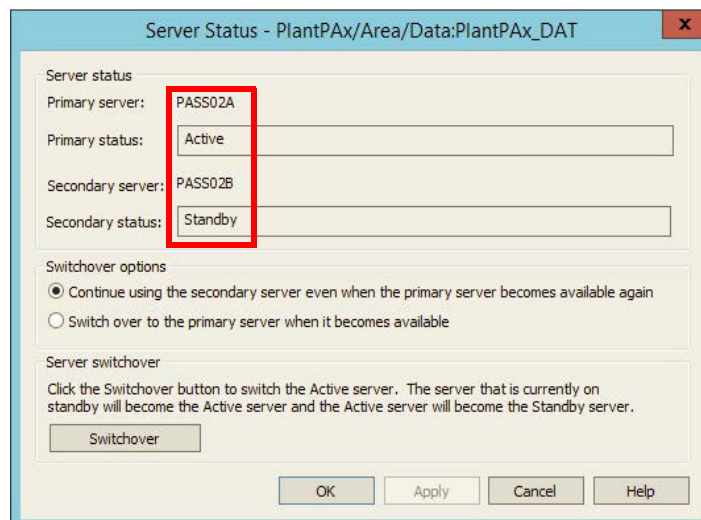 Server Status - PlantPAx/Area/Data:PlantPAx_DAT
x
Server status
Primary server: PASS02A
Primary status: Active
Secondary server: PASS02B
Secondary status: Standby
Switchover options
Continue using the secondary server even when the primary server becomes available again
Switch over to the primary server when it becomes available
Server switchover
Click the Switchover button to switch the Active server. The server that is currently on
standby will become the Active server and the Active server will become the Standby server.
Switchover
OK Apply Cancel Help